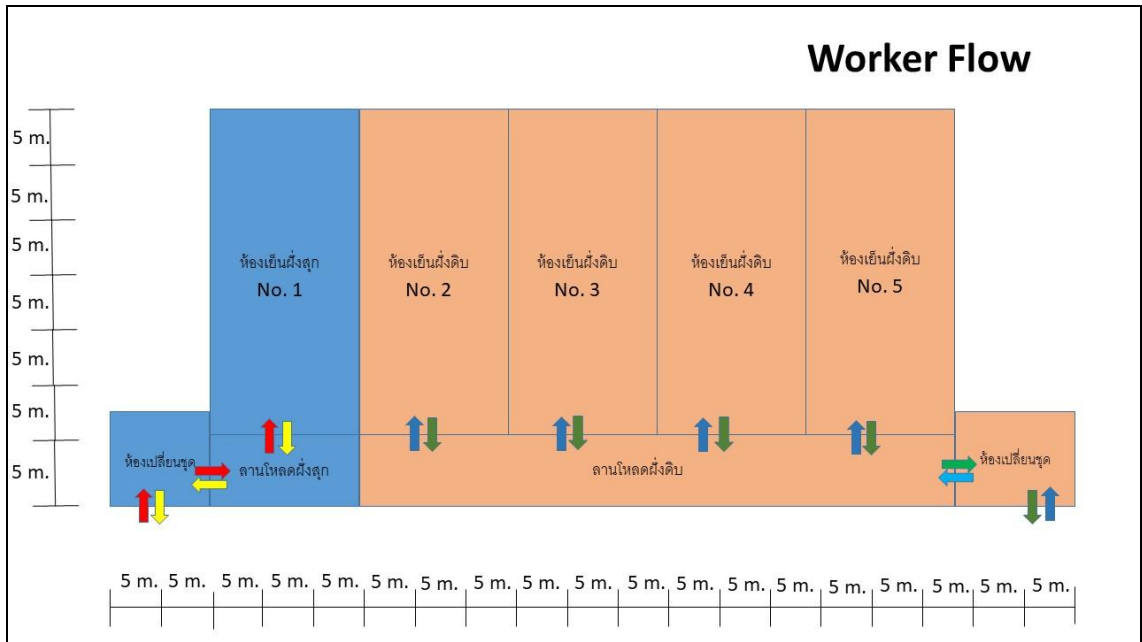 Worker Flow
5 m.
5 m.
5 m.
5 m.
5 m.
5 m.
5 m.
ห้องเย็นฝั่งสุก
No. 1
ห้องเย็นฝั่งดิบ
No. 2
ห้องเย็นฝั่งดิบ
No. 3
ห้องเย็นฝั่งดิบ
No. 4
ห้องเย็นฝั่งดิบ
No. 5
ห้องเปลี่ยนชุด
ลานโหลดฝั่งสุก
ลานโหลดฝั่งดิบ
ห้องเปลี่ยนชุด
5 m. 5 m. 5 m. 5 m. 5 m. 5 m. 5 m. 5 m. 5 m. 5 m. 5 m. 5 m. 5 m. 5 m. 5 m. 5 m. 5 m. 5 m. 5 m.